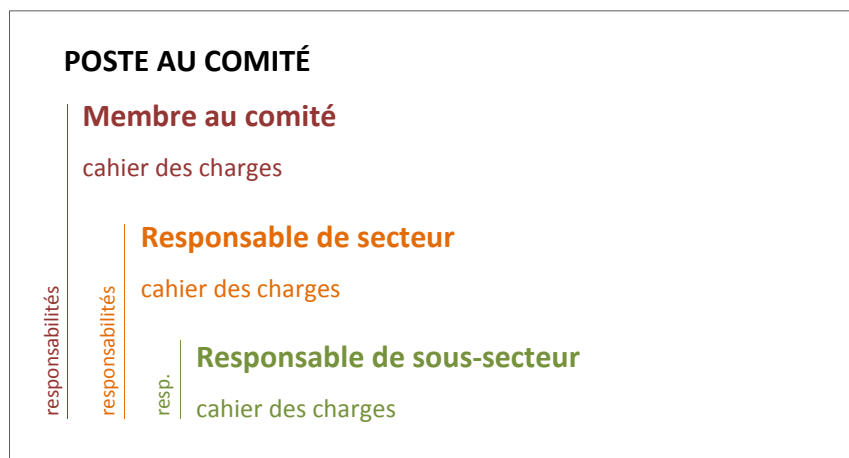 POSTE AU COMITÉ
Membre au comité
cahier des charges
responsabilités
Responsable de secteur
cahier des charges
responsabilités
Responsable de sous-secteur
cahier des charges
resp.